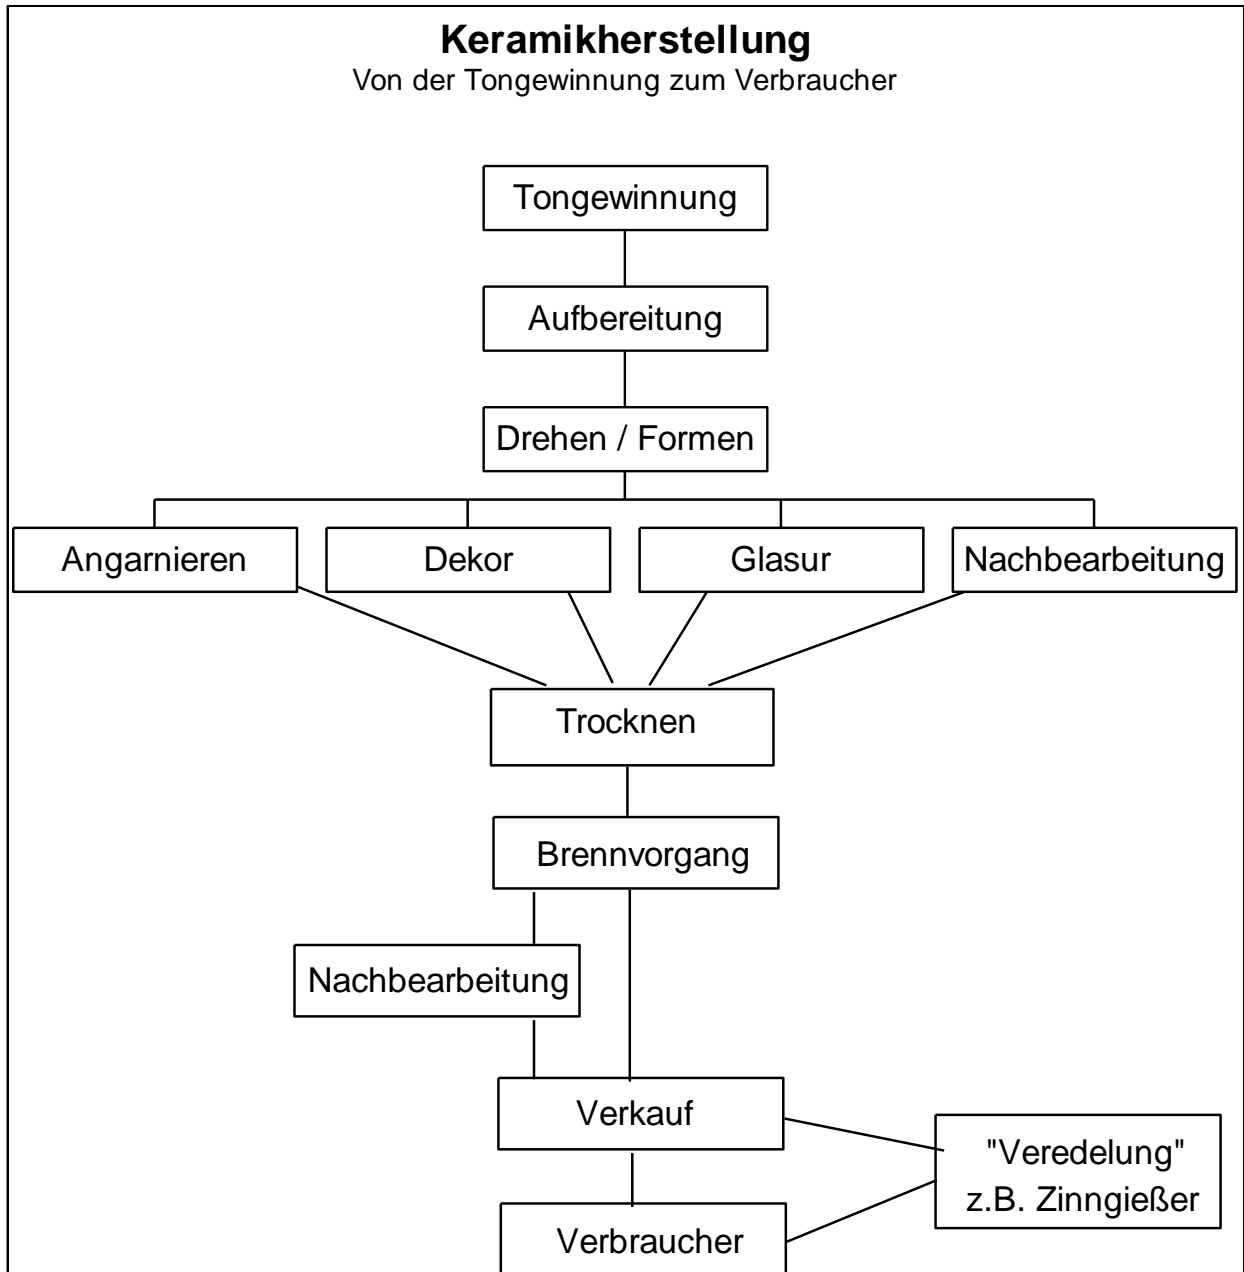 Keramikherstellung
Von der Tongewinnung zum Verbraucher
Tongewinnung
Aufbereitung
Drehen / Formen
Angarnieren
Dekor
Glasur
Nachbearbeitung
Trocknen
Brennvorgang
Nachbearbeitung
Verkauf
"Veredelung"
z.B. Zinngießer
Verbraucher